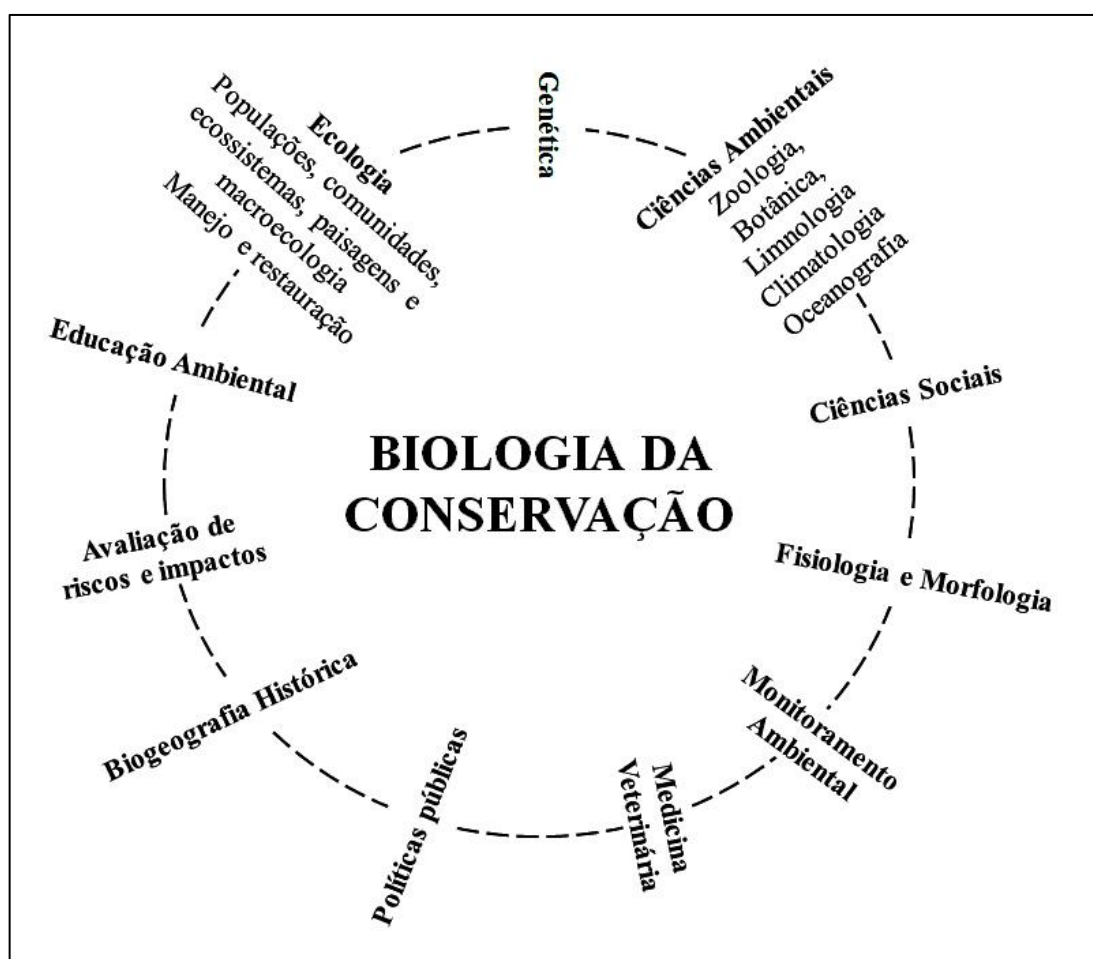 Genética
Ciências Ambientais
Zoologia,
Botânica,
Limnologia
Climatologia
Oceanografia
Ciências Sociais
Fisiologia e Morfologia
Monitoramento
Ambiental
Medicina
Veterinária
Políticas públicas
Biogeografia Histórica
Avaliação de
riscos e impactos
Educação Ambiental
Ecologia
Populações, comunidades,
ecossistemas, paisagens e
macroecologia
Manejo e restauração
BIOLOGIA DA
CONSERVAÇÃO